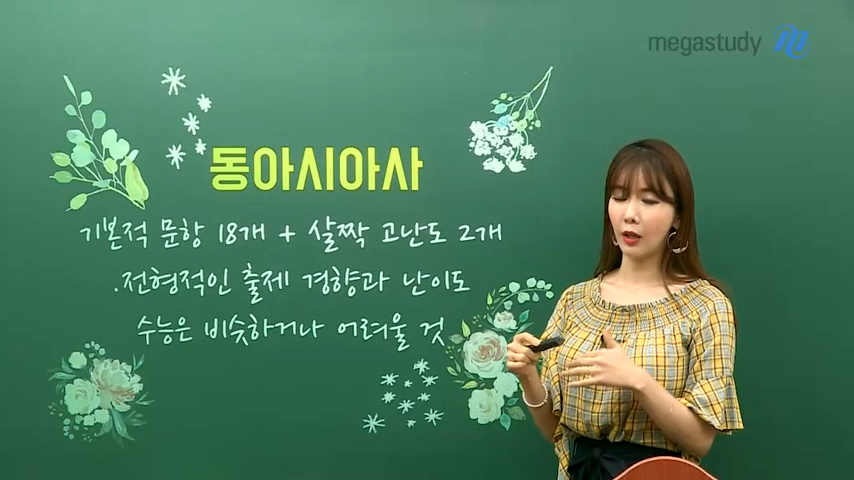 megastudy
동아시아사
기본적 문항 18개 + 살짝 고난도 2개
.전형적인 출제 경향과 난이도
수능은 비슷하거나 어려울 것